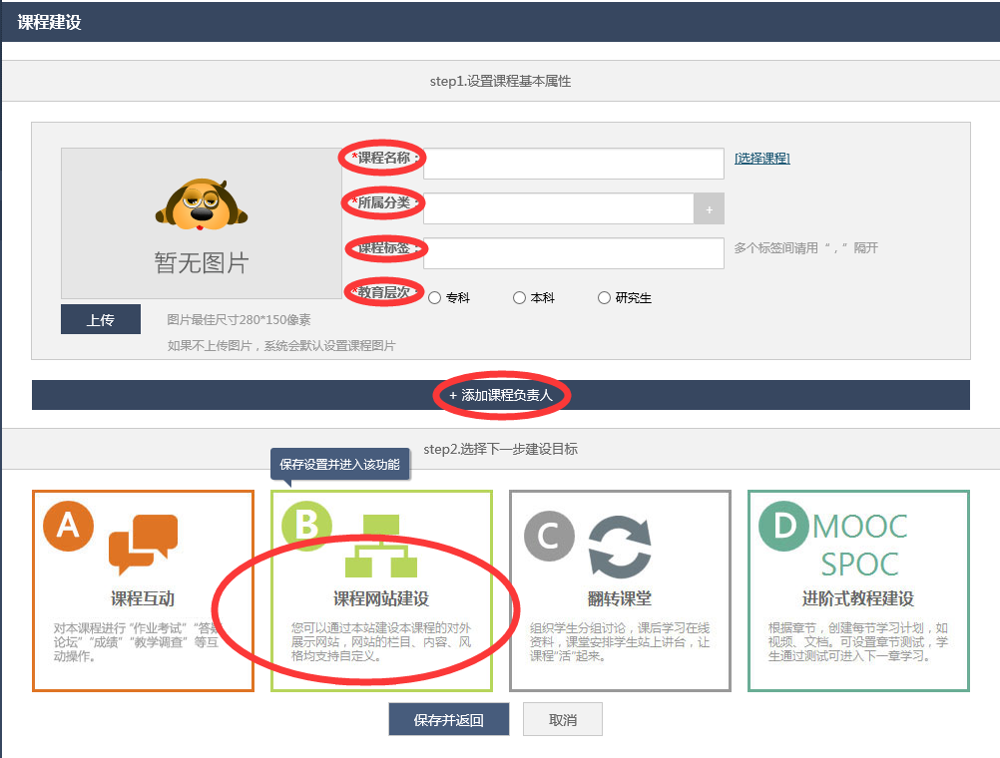 课程建设
step1.设置课程基本属性
*课程名称：
[选择课程]
*所属分类：
+
课程标签：
多个标签间请用 “ , ” 隔开
暂无图片
*教育层次：
专科
本科
研究生
上传
图片最佳尺寸280*150像素
如果不上传图片，系统会默认设置课程图片
+ 添加课程负责人
step2.选择下一步建设目标
保存设置并进入该功能
A
课程互动
对本课程进行 “作业考试” “答疑
论坛” “成绩” “教学调查” 等互
动操作。
B
课程网站建设
您可以通过本站建设本课程的对外
展示网站，网站的栏目、内容、风
格均支持自定义。
C
翻转课堂
组织学生分组讨论，课后学习在线
资料，课堂安排学生站上讲台，让
课程“活”起来。
D
MOOC
SPOC
进阶式教程建设
根据章节，创建每节学习计划，如
视频、文档。可设置章节测试，学
生通过测试可进入下一章学习。
保存并返回
取消